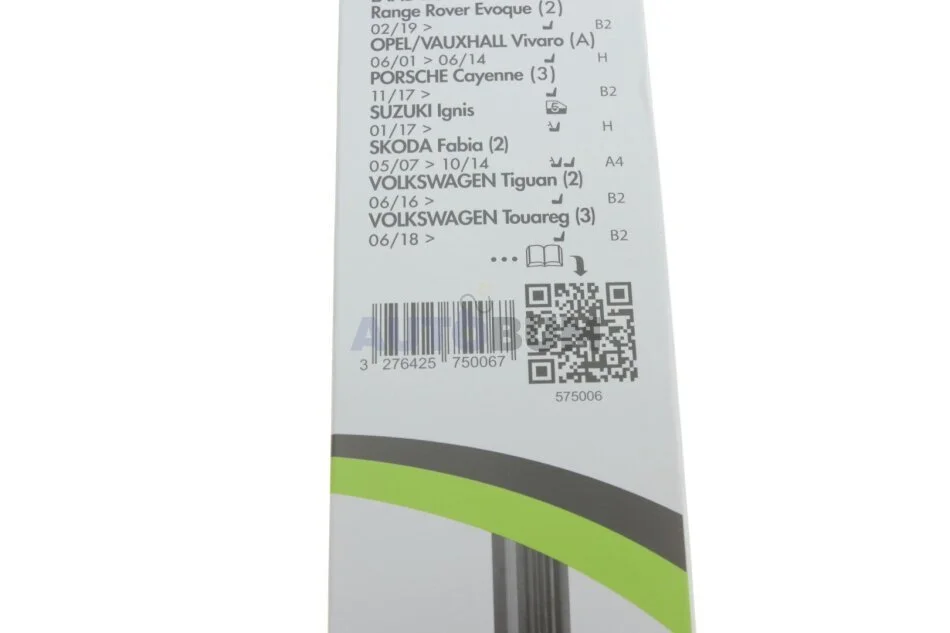 Range Rover Evoque (2)
02/19 > B2
OPEL/VAUXHALL Vivaro (A)
06/01 > 06/14 H
PORSCHE Cayenne (3)
11/17 > B2
SUZUKI Ignis
01/17 > H
SKODA Fabia (2)
05/07 > 10/14 A4
VOLKSWAGEN Tiguan (2)
06/16 > B2
VOLKSWAGEN Touareg (3)
06/18 > B2
...
3 276425 750067
575006